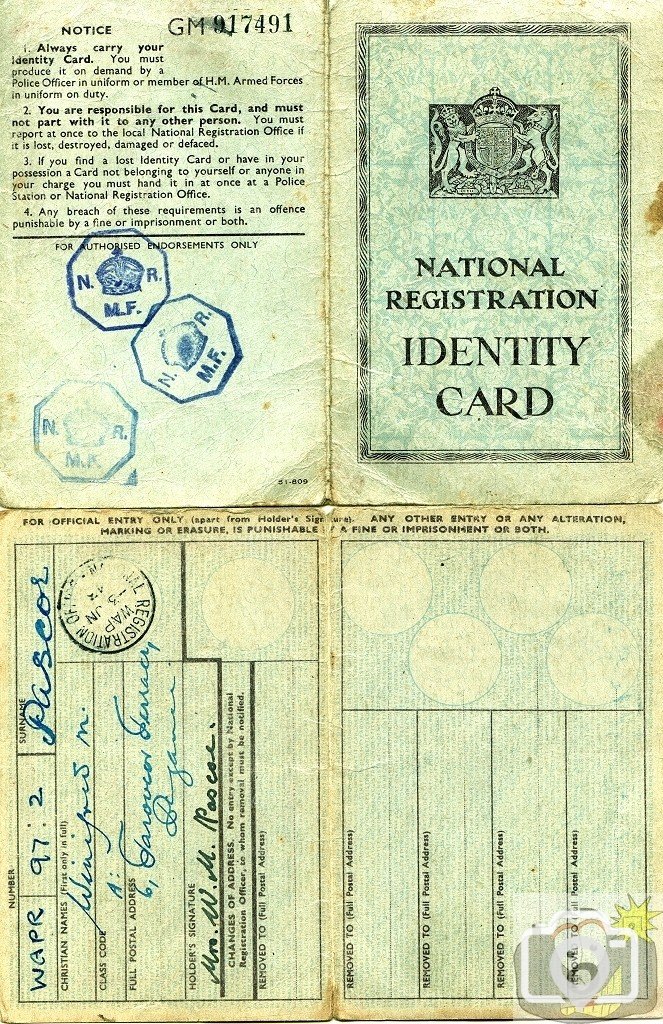 NOTICE
GM 917491
1. Always carry your
Identity Card. You must
produce it on demand by a
Police Officer in uniform or member of H.M. Armed Forces
in uniform on duty.
2. You are responsible for this Card, and must
not part with it to any other person. You must
report at once to the local National Registration Office if
it is lost, destroyed, damaged or defaced.
3. If you find a lost Identity Card or have in your
possession a Card not belonging to yourself or anyone in
your charge you must hand it in at once at a Police
Station or National Registration Office.
4. Any breach of these requirements is an offence
punishable by a fine or imprisonment or both.
FOR AUTHORISED ENDORSEMENTS ONLY
N. R.
M.F.
N. R.
M.F.
N. R.
M.F.
51-809
NATIONAL
REGISTRATION
IDENTITY
CARD
FOR OFFICIAL ENTRY ONLY (apart from Holder's Signature). ANY OTHER ENTRY OR ANY ALTERATION,
MARKING OR ERASURE, IS PUNISHABLE BY A FINE OR IMPRISONMENT OR BOTH.
NUMBER
SURNAME
WAPR 97:2 Pascoe
CHRISTIAN NAMES (First only in full)
Winifred M.
CLASS CODE
A
FULL POSTAL ADDRESS
6, Terrace,
NATIONAL REGISTRATION OFFICE
WAP
13 JN
43
HOLDER'S SIGNATURE
Mrs. W. M. Pascoe.
CHANGES OF ADDRESS. No entry except by National
Registration Officer, to whom removal must be notified.
REMOVED TO (Full Postal Address)
REMOVED TO (Full Postal Address)
REMOVED TO (Full Postal Address)
REMOVED TO (Full Postal Address)
REMOVED TO (Full Postal Address)